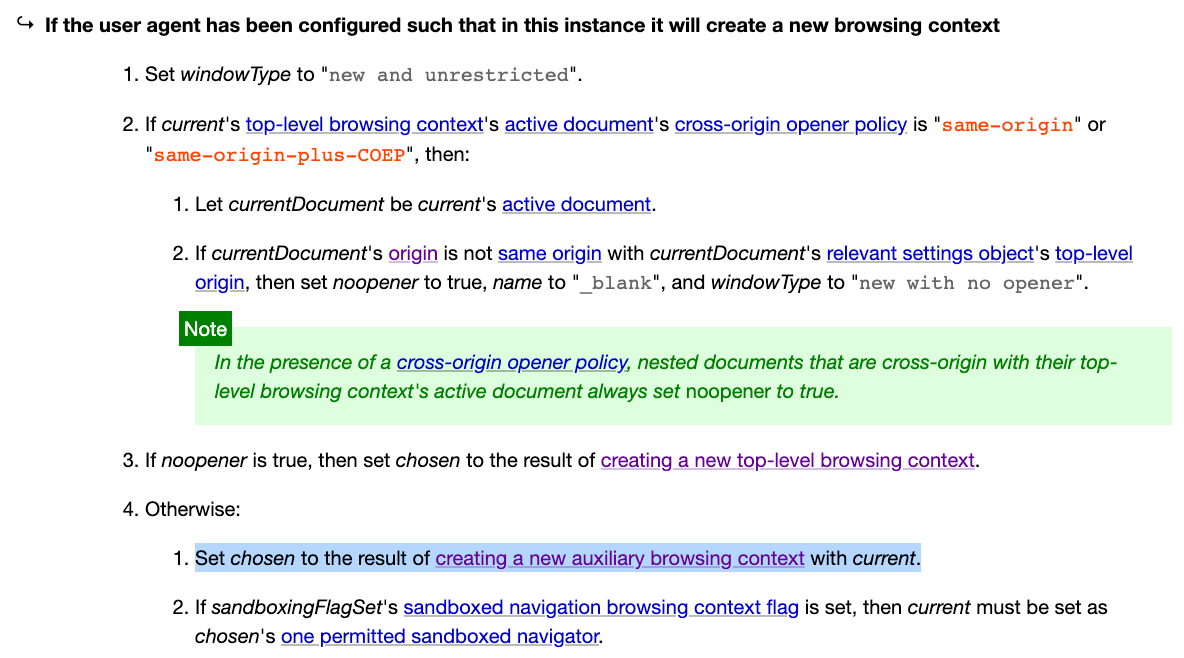 ↪ If the user agent has been configured such that in this instance it will create a new browsing context
1. Set windowType to "new and unrestricted".
2. If current's top-level browsing context's active document's cross-origin opener policy is "same-origin" or
"same-origin-plus-COEP", then:
1. Let currentDocument be current's active document.
2. If currentDocument's origin is not same origin with currentDocument's relevant settings object's top-level
origin, then set noopener to true, name to "_blank", and windowType to "new with no opener".
Note
In the presence of a cross-origin opener policy, nested documents that are cross-origin with their top-
level browsing context's active document always set noopener to true.
3. If noopener is true, then set chosen to the result of creating a new top-level browsing context.
4. Otherwise:
1. Set chosen to the result of creating a new auxiliary browsing context with current.
2. If sandboxingFlagSet's sandboxed navigation browsing context flag is set, then current must be set as
chosen's one permitted sandboxed navigator.